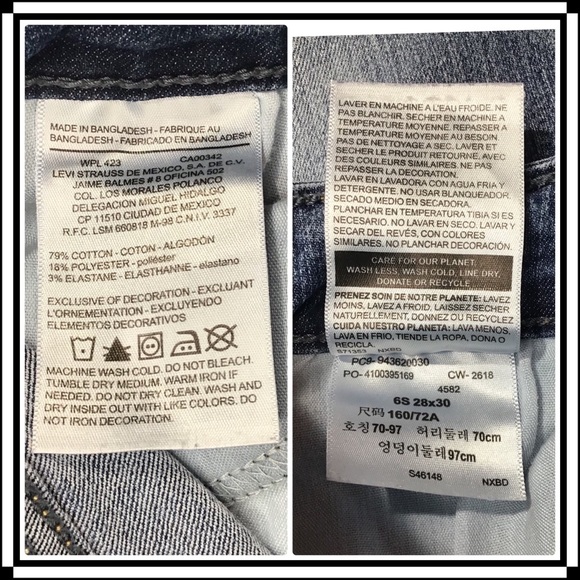 MADE IN BANGLADESH - FABRIQUE AU
BANGLADESH - FABRICADO EN BANGLADESH
WPL 423 CA00342
LEVI STRAUSS DE MEXICO, S.A. DE C.V.
JAIME BALMES # 8 OFICINA 502
COL. LOS MORALES POLANCO
DELEGACION MIGUEL HIDALGO
CP 11510 CIUDAD DE MEXICO
R.F.C. LSM 660819 M-98 C.N.I.V. 3337
79% COTTON - COTON - ALGODÓN
18% POLYESTER - poliéster
3% ELASTANE - ELASTHANNE - elastano
EXCLUSIVE OF DECORATION - EXCLUANT
L'ORNEMENTATION - EXCLUYENDO
ELEMENTOS DECORATIVOS
MACHINE WASH COLD. DO NOT BLEACH.
TUMBLE DRY MEDIUM. WARM IRON IF
NEEDED. DO NOT DRY CLEAN. WASH AND
DRY INSIDE OUT WITH LIKE COLORS. DO
NOT IRON DECORATION.
LAVER EN MACHINE A L'EAU FROIDE. NE
PAS BLANCHIR. SECHER EN MACHINE A
TEMPERATURE MOYENNE. REPASSER A
TEMPERATURE MOYENNE AU BESOIN.
PAS DE NETTOYAGE A SEC. LAVER ET
SECHER LE PRODUIT RETOURNE, AVEC
DES COULEURS SIMILAIRES. NE PAS
REPASSER LA DECORATION.
LAVAR EN LAVADORA CON AGUA FRIA Y
DETERGENTE. NO USAR BLANQUEADOR.
SECADO MEDIO EN SECADORA.
PLANCHAR EN TEMPERATURA TIBIA SI ES
NECESARIO. NO LAVAR EN SECO. LAVAR Y
SECAR DEL REVÉS, CON COLORES
SIMILARES. NO PLANCHAR DECORACIÓN.
CARE FOR OUR PLANET:
WASH LESS, WASH COLD, LINE DRY,
DONATE OR RECYCLE
PRENEZ SOIN DE NOTRE PLANETE: LAVEZ
MOINS, LAVEZ A FROID, LAISSEZ SECHER
NATURELLEMENT, DONNEZ OU RECYCLEZ
CUIDA NUESTRO PLANETA: LAVA MENOS,
LAVA EN FRIO, TIENDE LA ROPA, DONA O
RECICLA.
NXBD
PC9- 943620030
PO- 4100395169 CW- 2618
4582
6S 28x30
尺码 160/72A
호칭 70-97 허리둘레 70cm
엉덩이둘레 97cm
S46148 NXBD